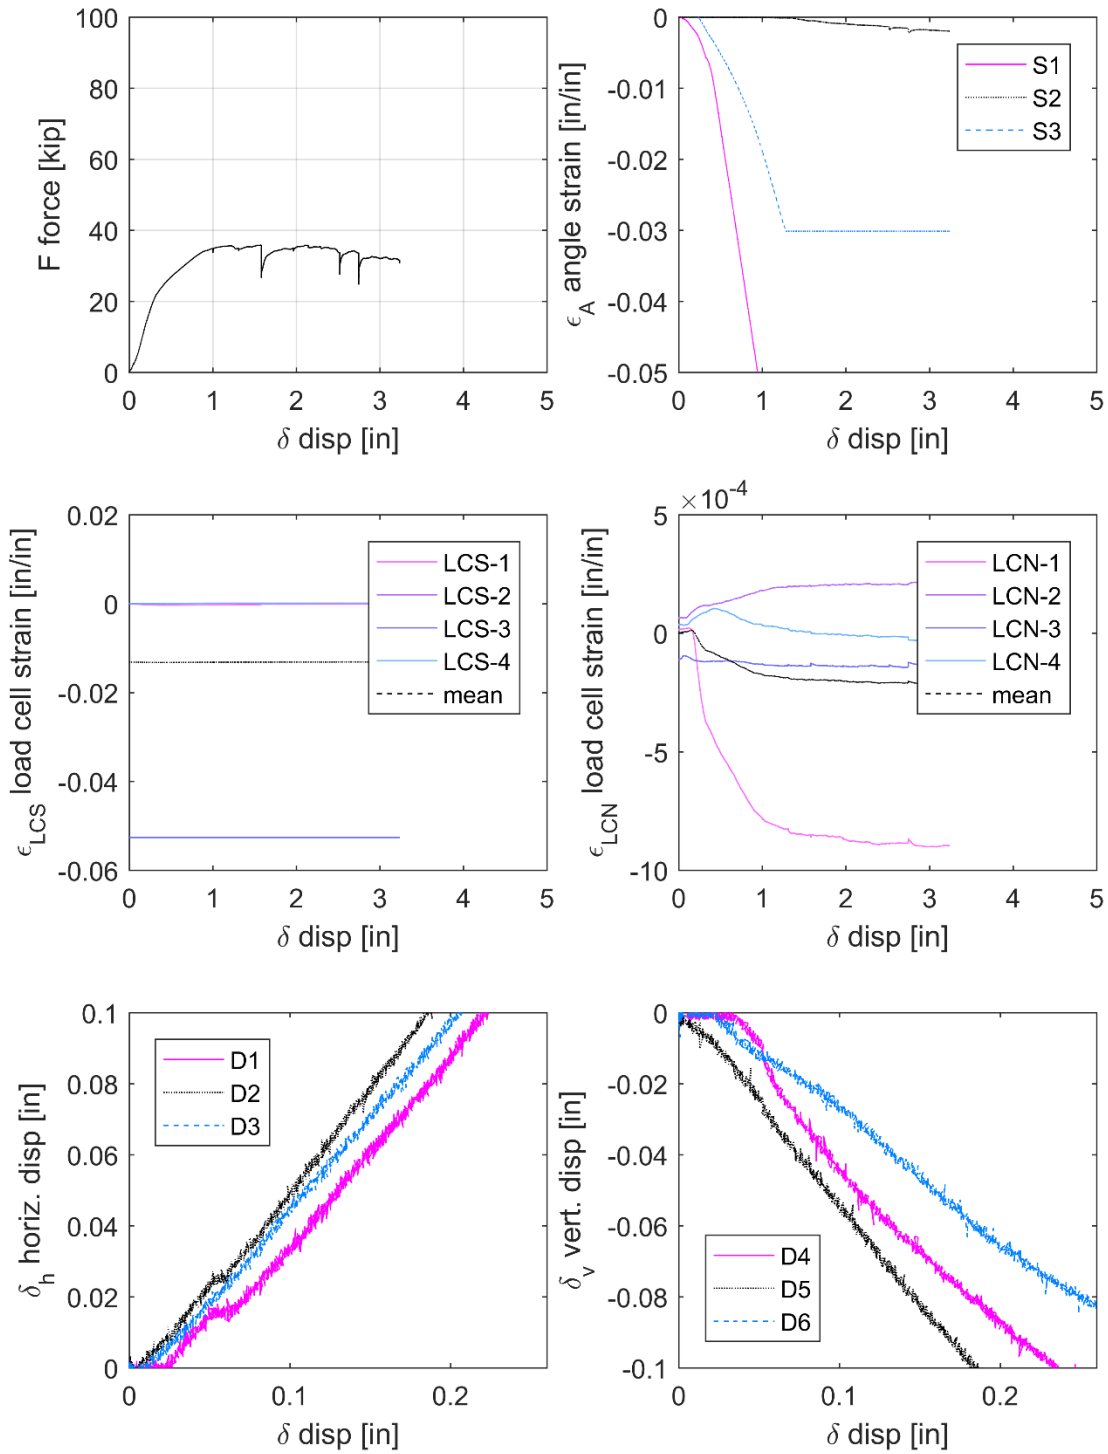 100
80
60
40
20
0
0 1 2 3 4 5
F force [kip]
δ disp [in]
0
-0.01
-0.02
-0.03
-0.04
-0.05
0 1 2 3 4 5
ϵA angle strain [in/in]
δ disp [in]
S1
S2
S3
0.02
0
-0.02
-0.04
-0.06
0 1 2 3 4 5
ϵLCS load cell strain [in/in]
δ disp [in]
LCS-1
LCS-2
LCS-3
LCS-4
mean
×10-4
5
0
-5
-10
0 1 2 3 4 5
ϵLCN load cell strain [in/in]
δ disp [in]
LCN-1
LCN-2
LCN-3
LCN-4
mean
0.1
0.08
0.06
0.04
0.02
0
0 0.1 0.2
δh horiz. disp [in]
δ disp [in]
D1
D2
D3
0
-0.02
-0.04
-0.06
-0.08
-0.1
0 0.1 0.2
δv vert. disp [in]
δ disp [in]
D4
D5
D6